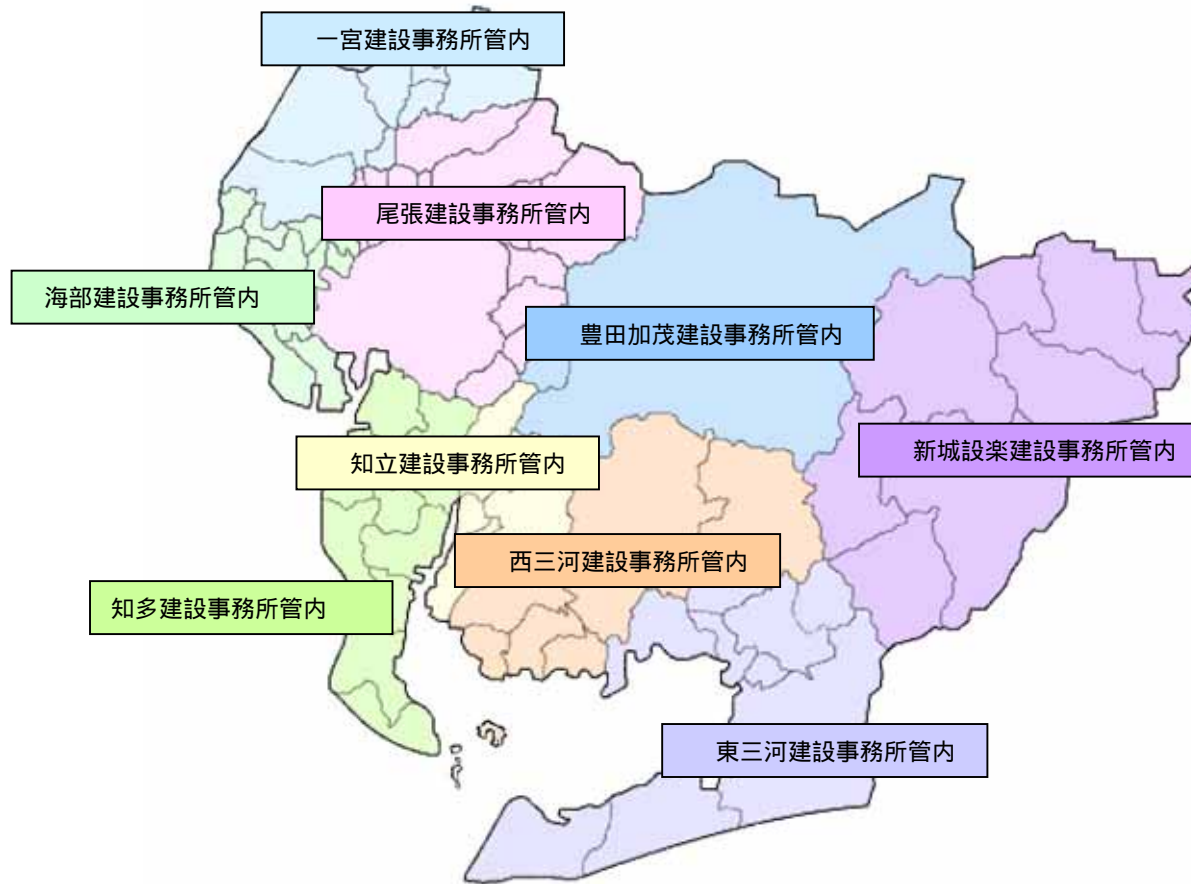 一宮建設事務所管内
尾張建設事務所管内
海部建設事務所管内
豊田加茂建設事務所管内
知立建設事務所管内
新城設楽建設事務所管内
西三河建設事務所管内
知多建設事務所管内
東三河建設事務所管内